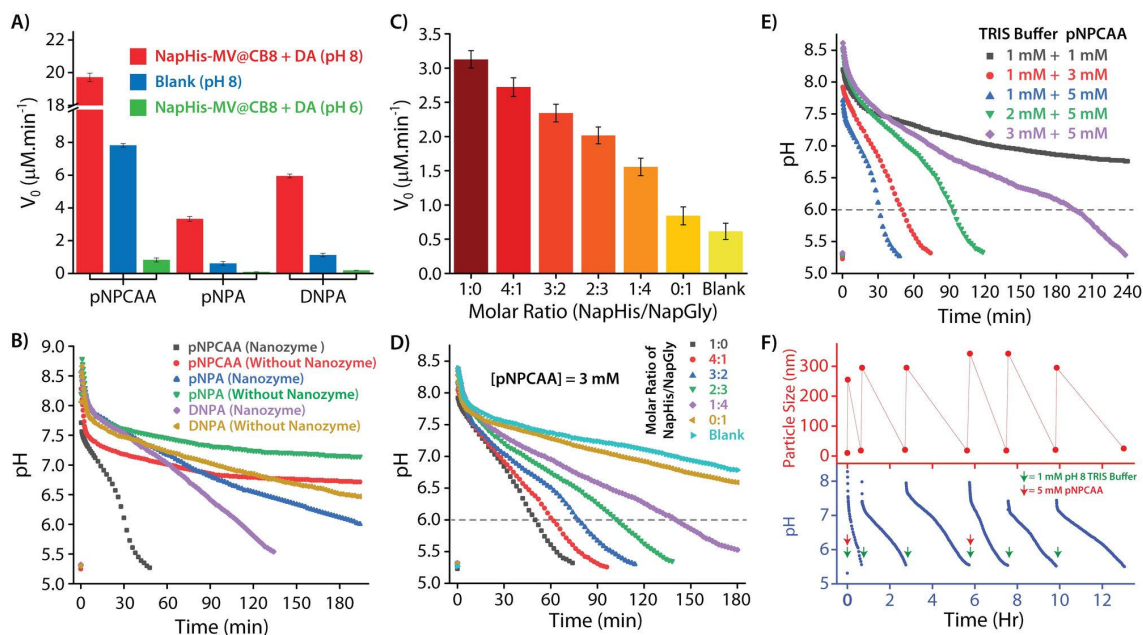 A)
V0 (μM.min-1)
20
18
16
8
6
4
2
0
NapHis-MV@CB8 + DA (pH 8)
Blank (pH 8)
NapHis-MV@CB8 + DA (pH 6)
pNPCAA
pNPA
DNPA
C)
V0 (μM.min-1)
3.5
3.0
2.5
2.0
1.5
1.0
0.5
0.0
1:0 4:1 3:2 2:3 1:4 0:1 Blank
Molar Ratio (NapHis/NapGly)
E)
TRIS Buffer pNPCAA
1 mM + 1 mM
1 mM + 3 mM
1 mM + 5 mM
2 mM + 5 mM
3 mM + 5 mM
pH
8.5
8.0
7.5
7.0
6.5
6.0
5.5
5.0
0 30 60 90 120 150 180 210 240
Time (min)
B)
pNPCAA (Nanozyme )
pNPCAA (Without Nanozyme)
pNPA (Nanozyme)
pNPA (Without Nanozyme)
DNPA (Nanozyme)
DNPA (Without Nanozyme)
pH
9.0
8.5
8.0
7.5
7.0
6.5
6.0
5.5
5.0
0 30 60 90 120 150 180
Time (min)
D)
[pNPCAA] = 3 mM
Molar Ratio of
NapHis/NapGly
1:0
4:1
3:2
2:3
1:4
0:1
Blank
pH
8.5
8.0
7.5
7.0
6.5
6.0
5.5
5.0
0 30 60 90 120 150 180
Time (min)
F)
Particle Size (nm)
300
200
100
0
= 1 mM pH 8 TRIS Buffer
= 5 mM pNPCAA
pH
8
7
6
5
0 2 4 6 8 10 12
Time (Hr)